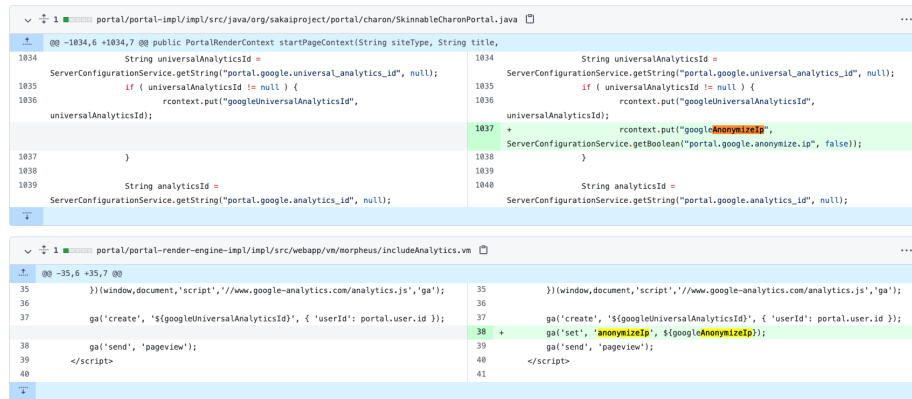 1 portal/portal-impl/impl/src/java/org/sakaiproject/portal/charon/SkinnableCharonPortal.java
@@ -1034,6 +1034,7 @@ public PortalRenderContext startPageContext(String siteType, String title,
1034 String universalAnalyticsId =
ServerConfigurationService.getString("portal.google.universal_analytics_id", null);
1035 if ( universalAnalyticsId != null ) {
1036 rcontext.put("googleUniversalAnalyticsId",
universalAnalyticsId);
1037 }
1038
1039 String analyticsId =
ServerConfigurationService.getString("portal.google.analytics_id", null);
1034 String universalAnalyticsId =
ServerConfigurationService.getString("portal.google.universal_analytics_id", null);
1035 if ( universalAnalyticsId != null ) {
1036 rcontext.put("googleUniversalAnalyticsId",
universalAnalyticsId);
1037 + rcontext.put("googleAnonymizeIp",
ServerConfigurationService.getBoolean("portal.google.anonymize.ip", false));
1038 }
1039
1040 String analyticsId =
ServerConfigurationService.getString("portal.google.analytics_id", null);
1 portal/portal-render-engine-impl/impl/src/webapp/vm/morpheus/includeAnalytics.vm
@@ -35,6 +35,7 @@
35 })(window,document,'script','//www.google-analytics.com/analytics.js','ga');
36
37 ga('create', '${googleUniversalAnalyticsId}', { 'userId': portal.user.id });
38 ga('send', 'pageview');
39 </script>
40
35 })(window,document,'script','//www.google-analytics.com/analytics.js','ga');
36
37 ga('create', '${googleUniversalAnalyticsId}', { 'userId': portal.user.id });
38 + ga('set', 'anonymizeIp', ${googleAnonymizeIp});
39 ga('send', 'pageview');
40 </script>
41